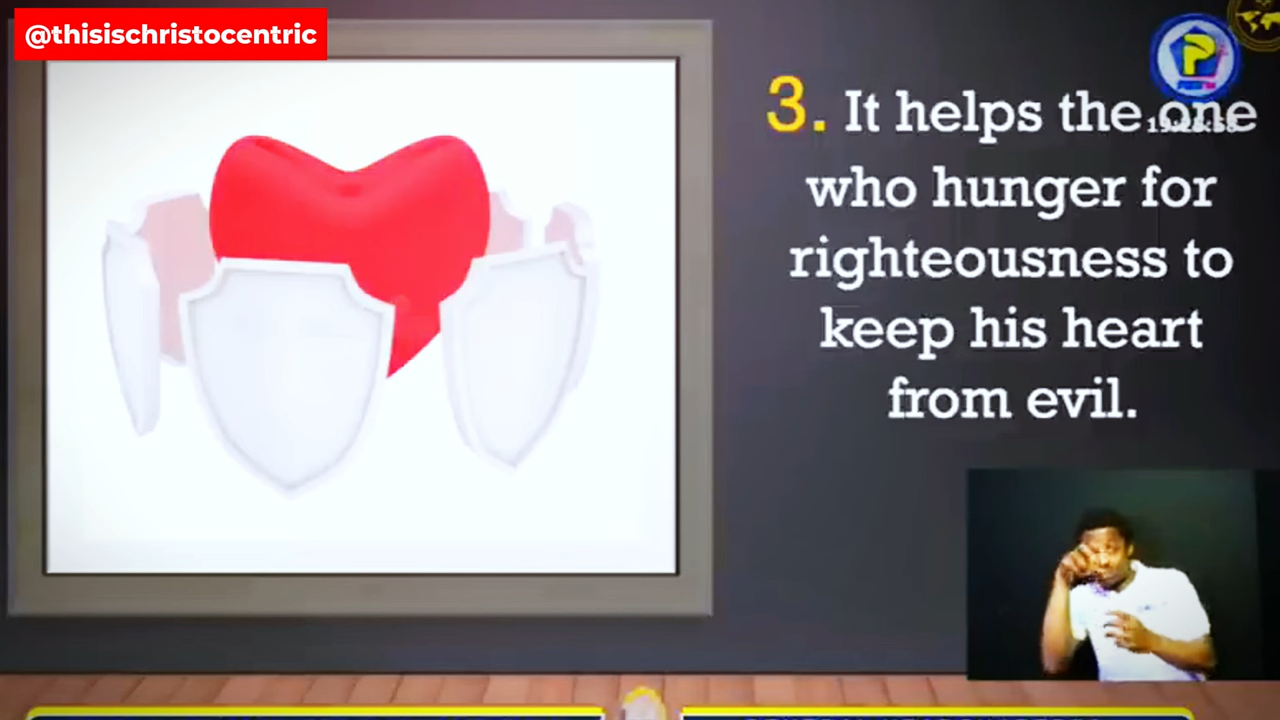 @thisischristocentric
3. It helps the one
who hunger for
righteousness to
keep his heart
from evil.